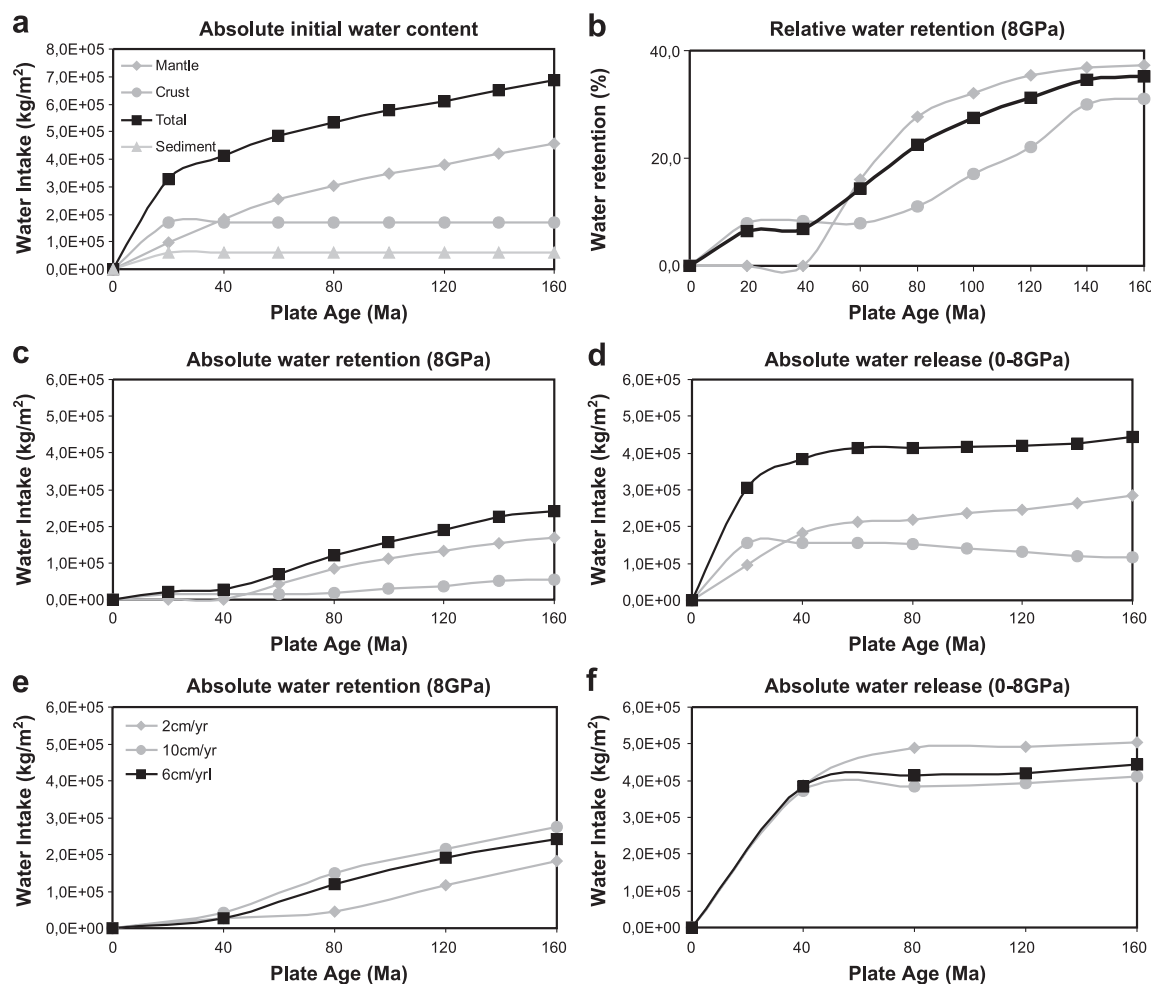 a
Absolute initial water content
8,0E+05
7,0E+05
6,0E+05
5,0E+05
4,0E+05
3,0E+05
2,0E+05
1,0E+05
0,0E+00
Water Intake (kg/m²)
Mantle
Crust
Total
Sediment
0 40 80 120 160
Plate Age (Ma)
b
Relative water retention (8GPa)
40,0
20,0
0,0
Water retention (%)
0 20 40 60 80 100 120 140 160
Plate Age (Ma)
c
Absolute water retention (8GPa)
6,0E+05
5,0E+05
4,0E+05
3,0E+05
2,0E+05
1,0E+05
0,0E+00
Water Intake (kg/m²)
0 40 80 120 160
Plate Age (Ma)
d
Absolute water release (0-8GPa)
6,0E+05
5,0E+05
4,0E+05
3,0E+05
2,0E+05
1,0E+05
0,0E+00
Water Intake (kg/m²)
0 40 80 120 160
Plate Age (Ma)
e
Absolute water retention (8GPa)
6,0E+05
5,0E+05
4,0E+05
3,0E+05
2,0E+05
1,0E+05
0,0E+00
Water Intake (kg/m²)
2cm/yr
10cm/yr
6cm/yrl
0 40 80 120 160
Plate Age (Ma)
f
Absolute water release (0-8GPa)
6,0E+05
5,0E+05
4,0E+05
3,0E+05
2,0E+05
1,0E+05
0,0E+00
Water Intake (kg/m²)
0 40 80 120 160
Plate Age (Ma)